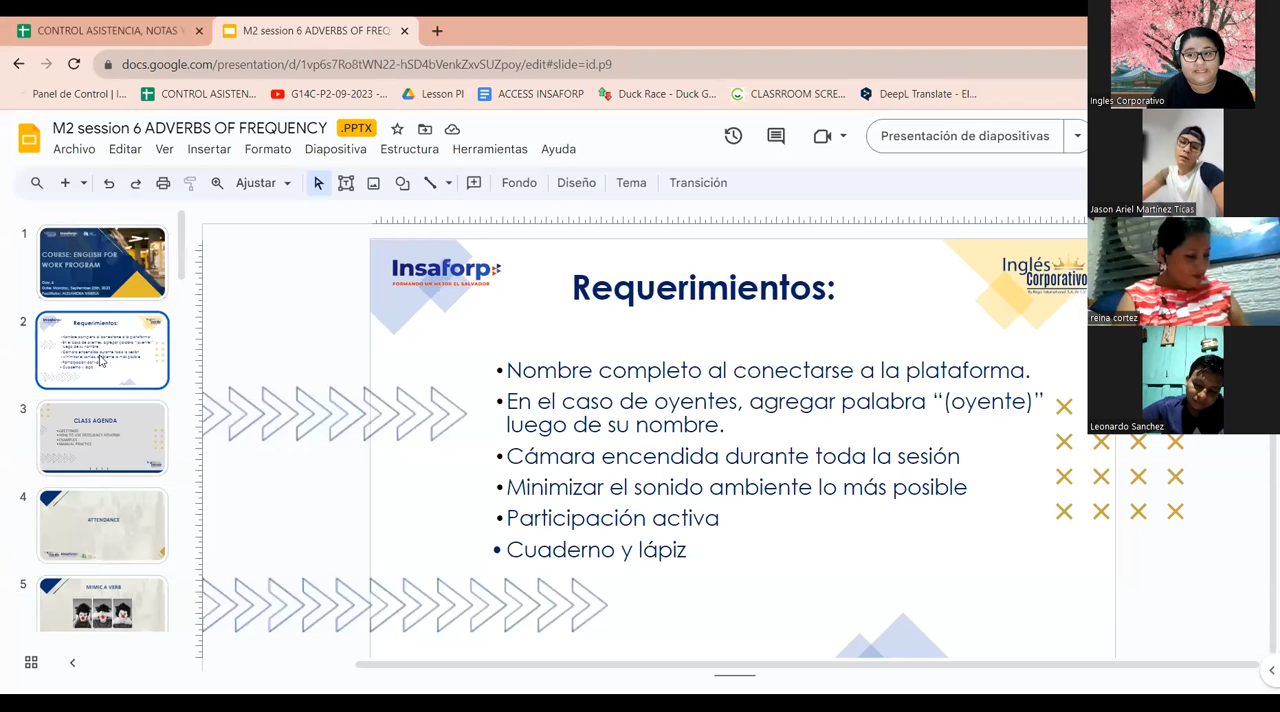 CONTROL ASISTENCIA, NOTAS Y
M2 session 6 ADVERBS OF FREQ
docs.google.com/presentation/d/1vp6s7Ro8tWN22-hSD4bVenkZxvSUZpsy/edit#slide=id.p9
Panel de Control | I...
CONTROL ASISTEN...
G14C-P2-09-2023 -...
Lesson PI
ACCESS INSAFORP
Duck Race - Duck G...
CLASRROOM SCRE...
DeepL Translate - El...
M2 session 6 ADVERBS OF FREQUENCY
.PPTX
Archivo Editar Ver Insertar Formato Diapositiva Estructura Herramientas Ayuda
Presentación de diapositivas
Ajustar
Fondo Diseño Tema Transición
1
COURSE: ENGLISH FOR
WORK PROGRAM
2
Requerimientos:
3
CLASS AGENDA
4
ATTENDANCE
5
MIMIC A VERB
Insaforp
FORMANDO UN MEJOR EL SALVADOR
Inglés
Corporativo
Requerimientos:
• Nombre completo al conectarse a la plataforma.
• En el caso de oyentes, agregar palabra “(oyente)”
luego de su nombre.
• Cámara encendida durante toda la sesión
• Minimizar el sonido ambiente lo más posible
• Participación activa
• Cuaderno y lápiz
Ingles Corporativo
Jason Ariel Martínez Ticas
reina cortez
Leonardo Sanchez